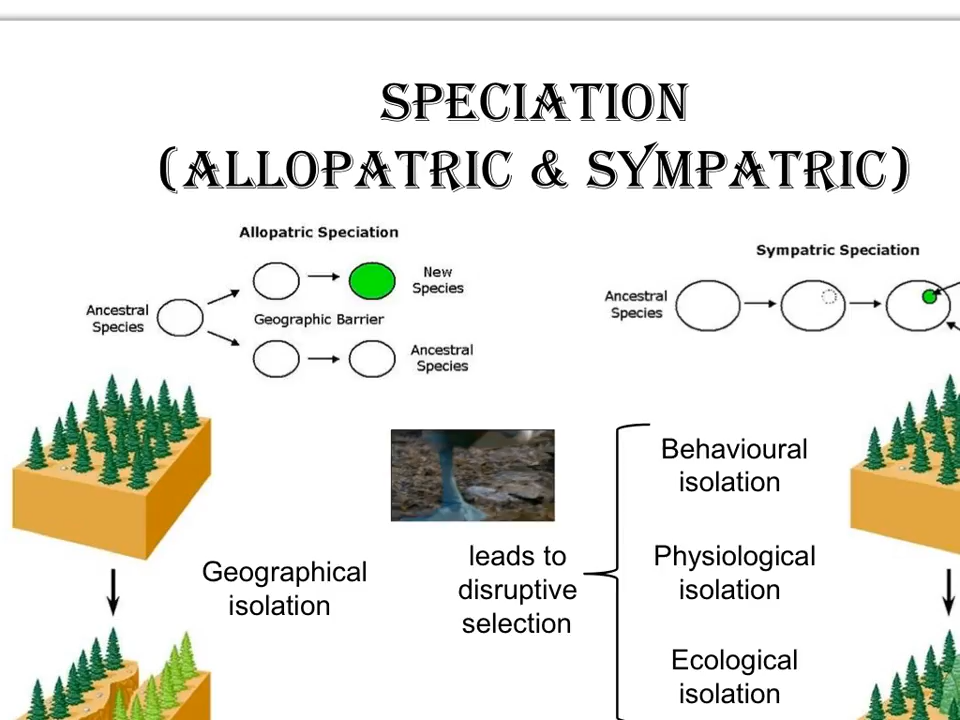 SPECIATION
(ALLOPATRIC & SYMPATRIC)
Allopatric Speciation
New
Species
Ancestral
Species
Geographic Barrier
Ancestral
Species
Sympatric Speciation
Ancestral
Species
Geographical
isolation
leads to
disruptive
selection
Behavioural
isolation
Physiological
isolation
Ecological
isolation